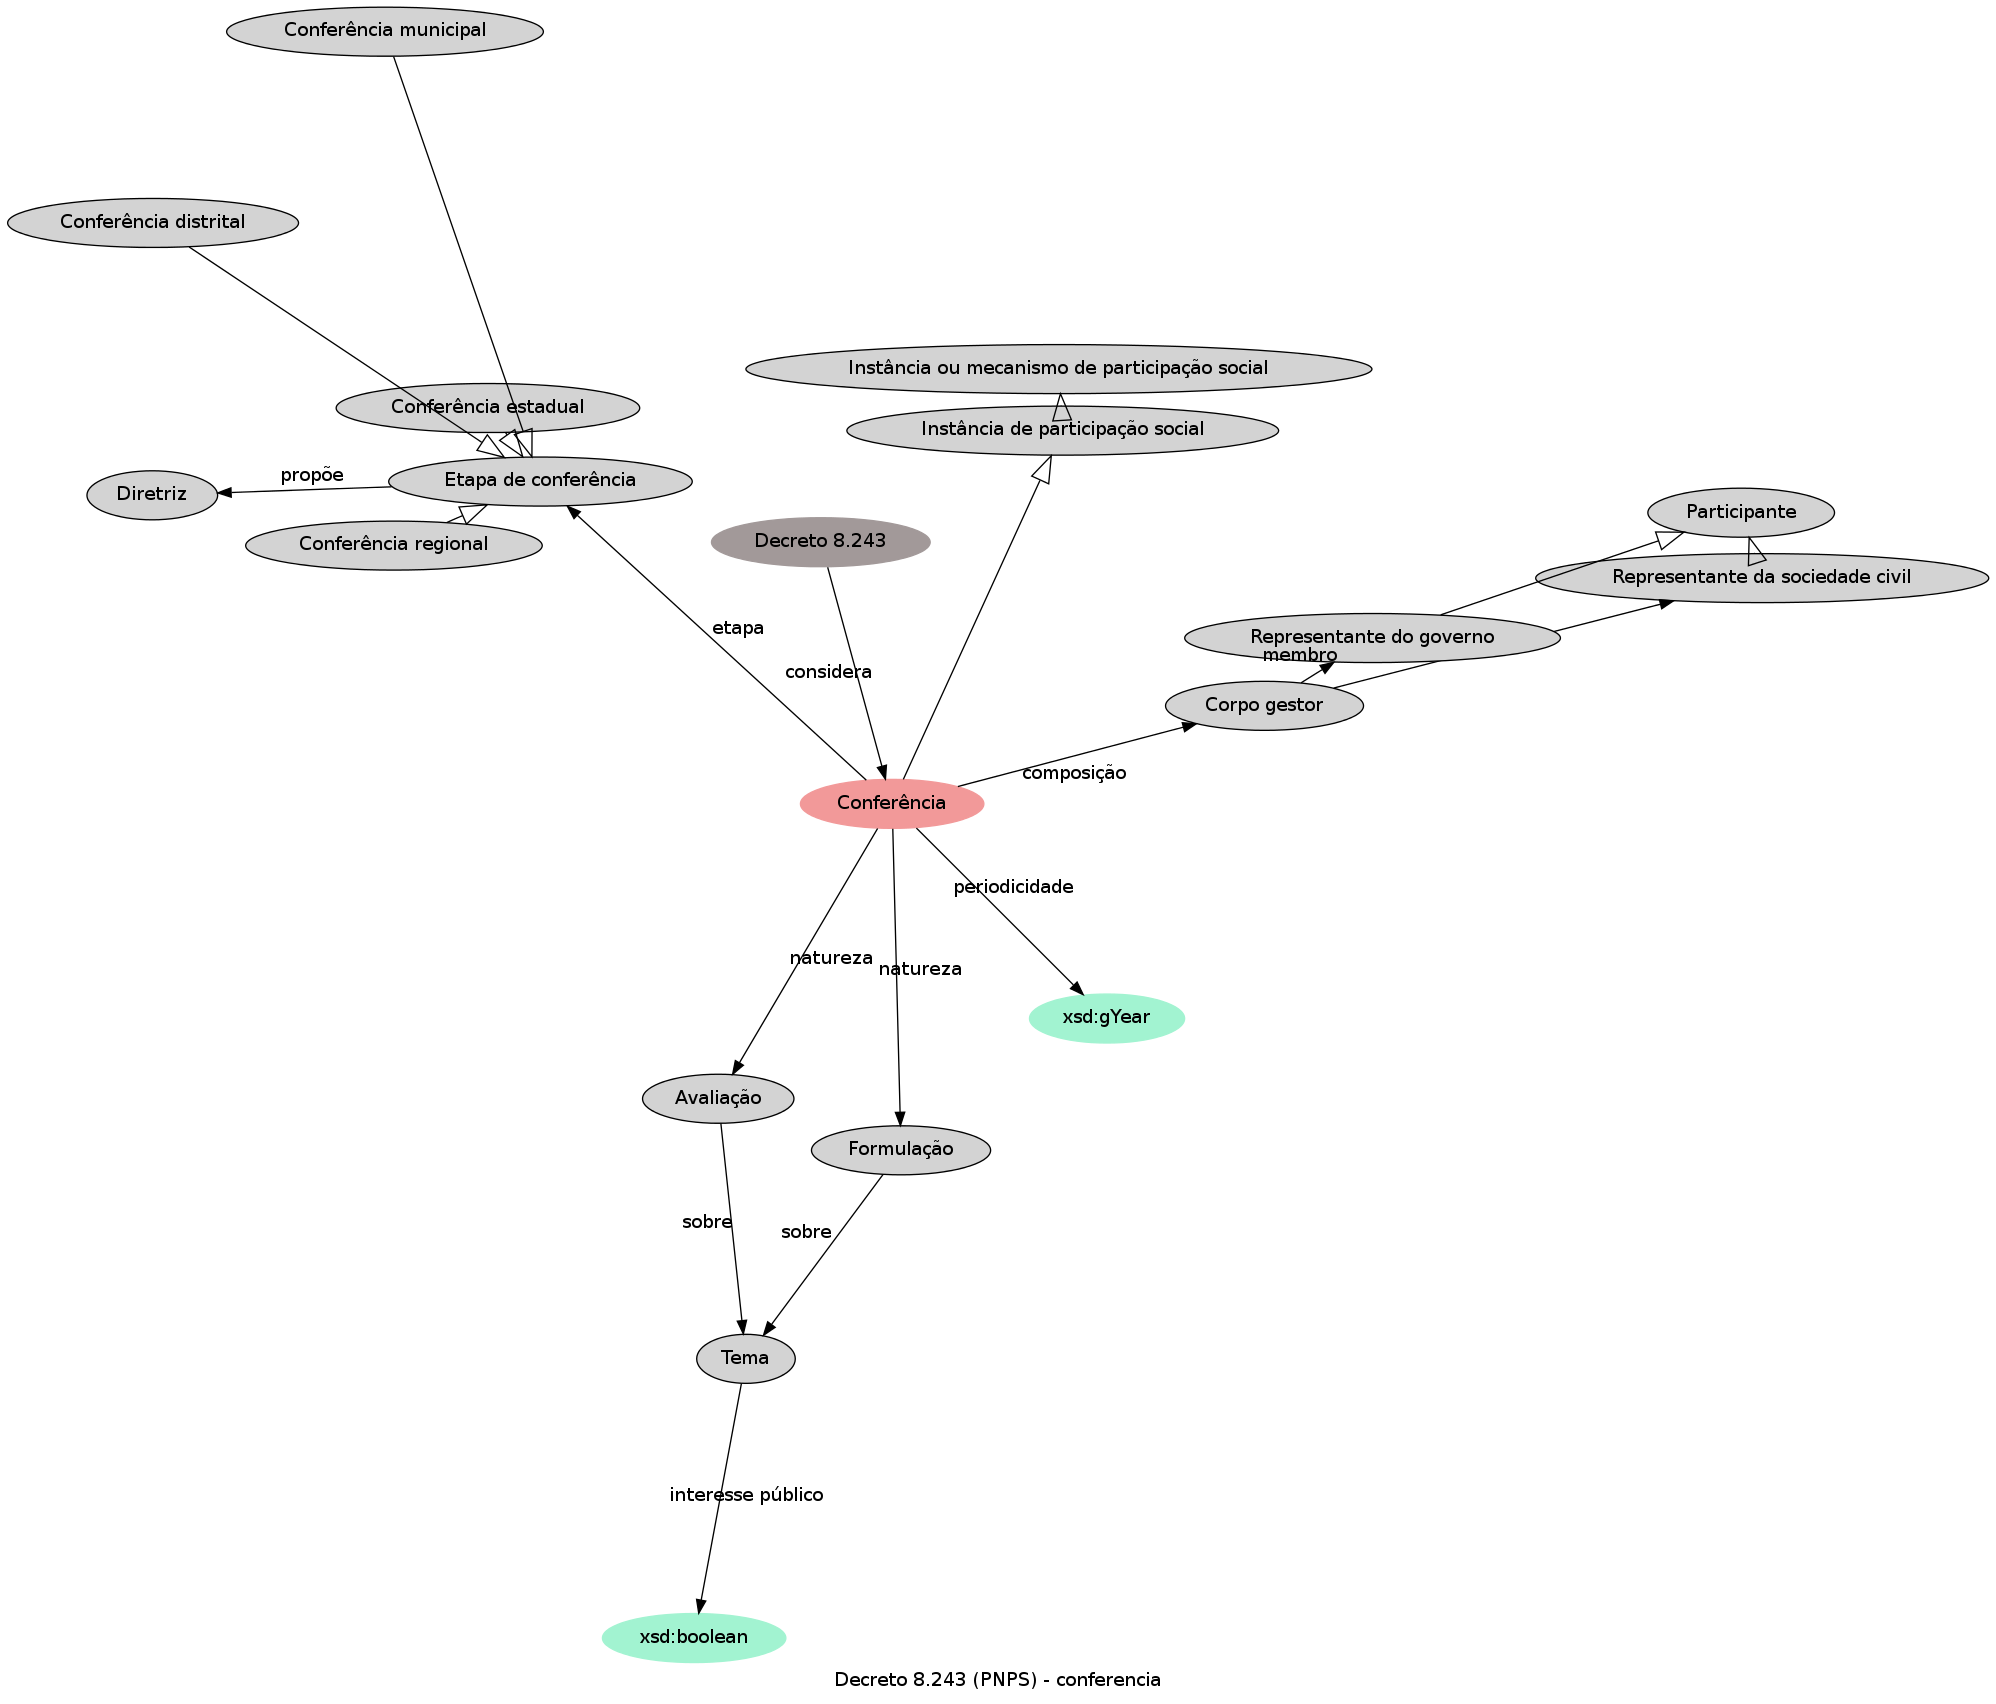 Conferência municipal
Conferência distrital
Instância ou mecanismo de participação social
Conferência estadual
Instância de participação social
propõe
Etapa de conferência
Diretriz
Participante
Decreto 8.243
Conferência regional
Representante da sociedade civil
etapa
Representante do governo
membro
considera
Corpo gestor
composição
Conferência
periodicidade
natureza
natureza
xsd:gYear
Avaliação
Formulação
sobre
sobre
Tema
interesse público
xsd:boolean
Decreto 8.243 (PNPS) - conferencia